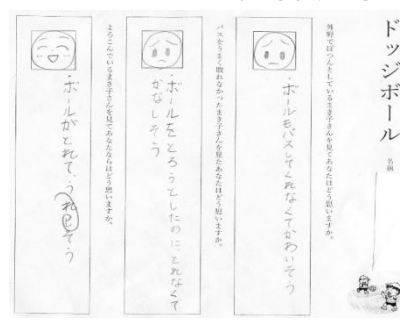 ドッジボール
名前
外野でぽつんとしているまき子さんを見てあなたはどう思いますか。
・ボールをパスしてくれなくてかわいそう
パスをうまく取れなかったまき子さんを見たあなたはどう思いますか。
・ボールをとろうとしたのに、とれなくて
かなしそう
よろこんでいるまき子さんを見てあなたならはどう思いますか。
・ボールがとれて、うれしそう